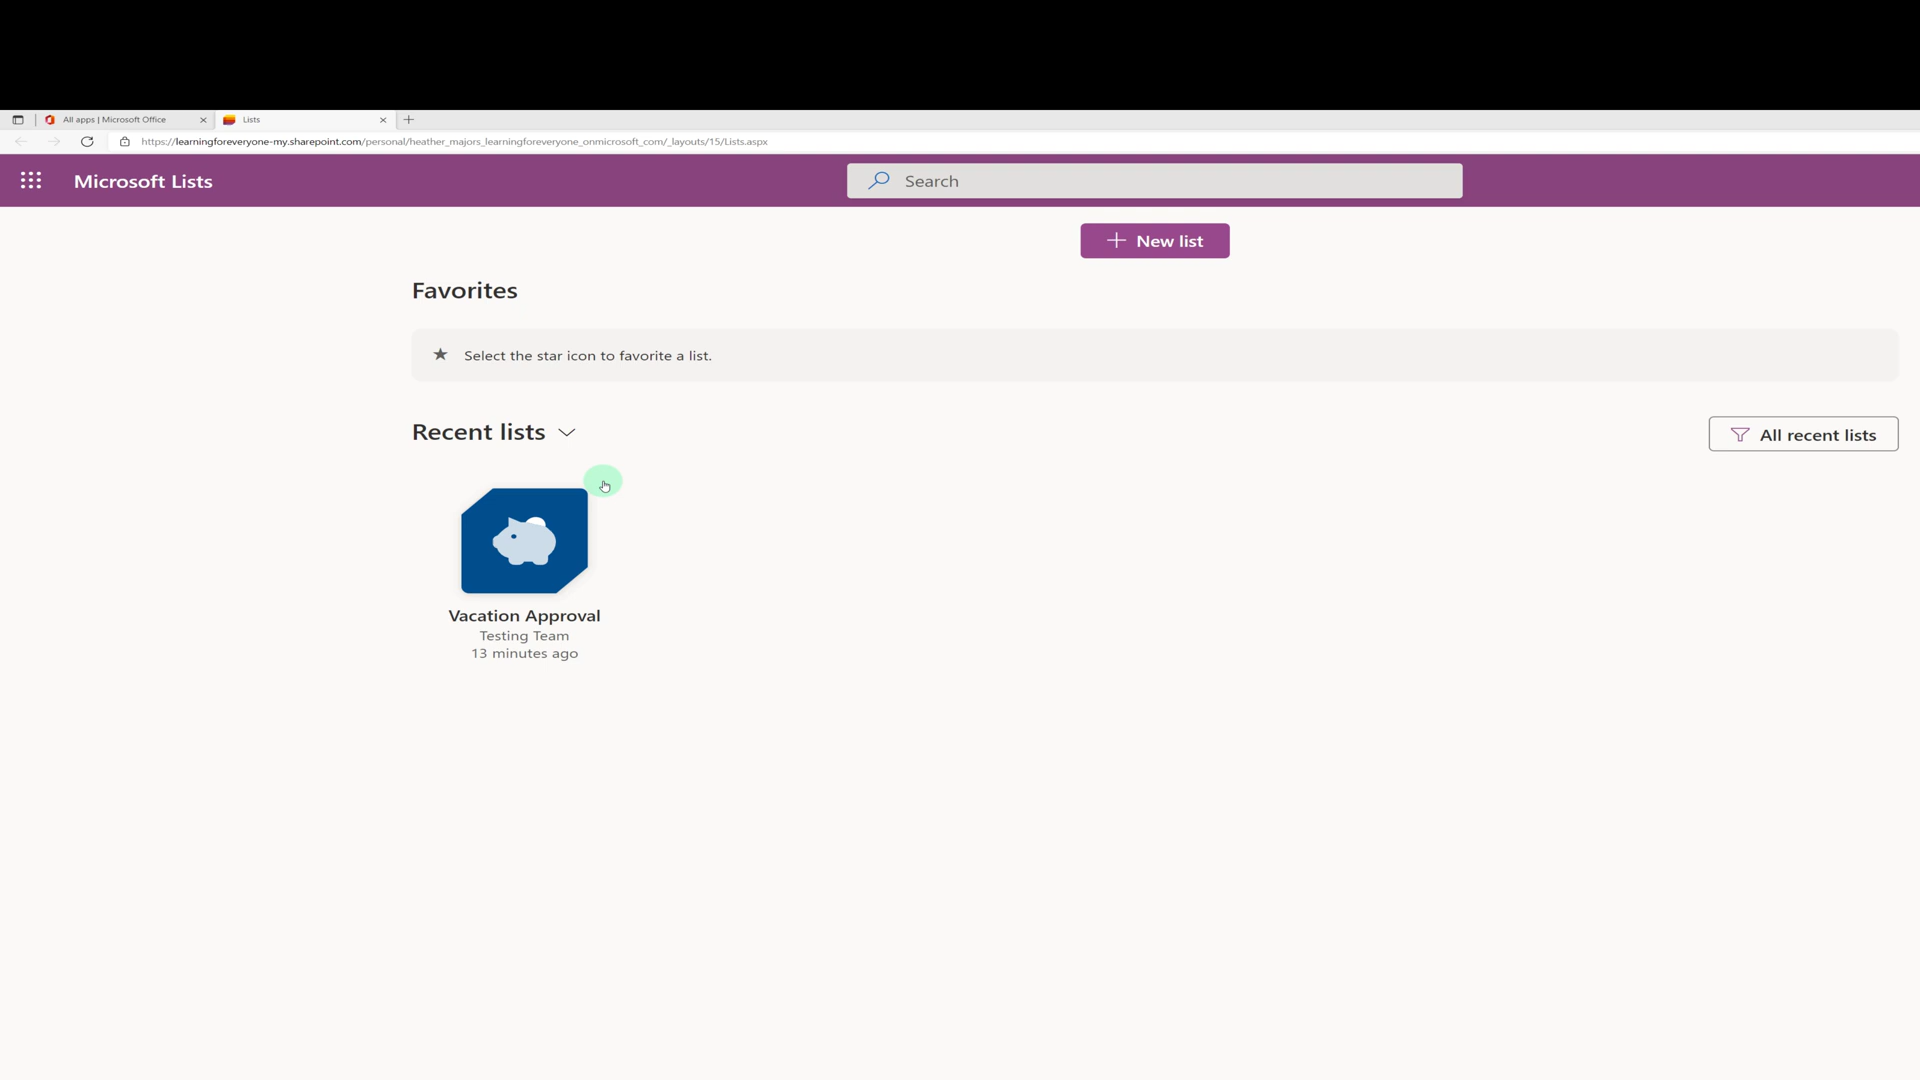 All apps | Microsoft Office
Lists
https://learningforeveryone-my.sharepoint.com/personal/heather_majors_learningforeveryone_onmicrosoft_com/_layouts/15/Lists.aspx
Microsoft Lists
Search
New list
Favorites
Select the star icon to favorite a list.
Recent lists
All recent lists
Vacation Approval
Testing Team
13 minutes ago